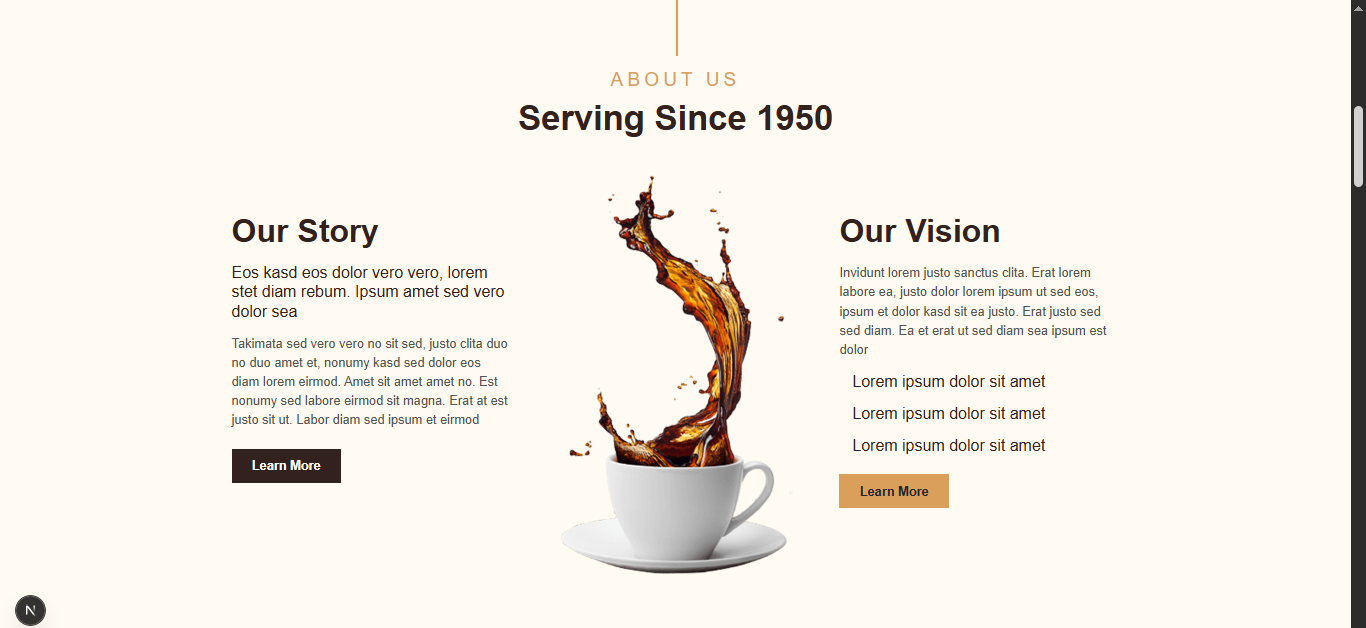 ABOUT US
Serving Since 1950
Our Story
Eos kasd eos dolor vero vero, lorem
stet diam rebum. Ipsum amet sed vero
dolor sea
Takimata sed vero vero no sit sed, justo clita duo
no duo amet et, nonumy kasd sed dolor eos
diam lorem eirmod. Amet sit amet amet no. Est
nonumy sed labore eirmod sit magna. Erat at est
justo sit ut. Labor diam sed ipsum et eirmod
Learn More
Our Vision
Invidunt lorem justo sanctus clita. Erat lorem
labore ea, justo dolor lorem ipsum ut sed eos,
ipsum et dolor kasd sit ea justo. Erat justo sed
sed diam. Ea et erat ut sed diam sea ipsum est
dolor
Lorem ipsum dolor sit amet
Lorem ipsum dolor sit amet
Lorem ipsum dolor sit amet
Learn More
N